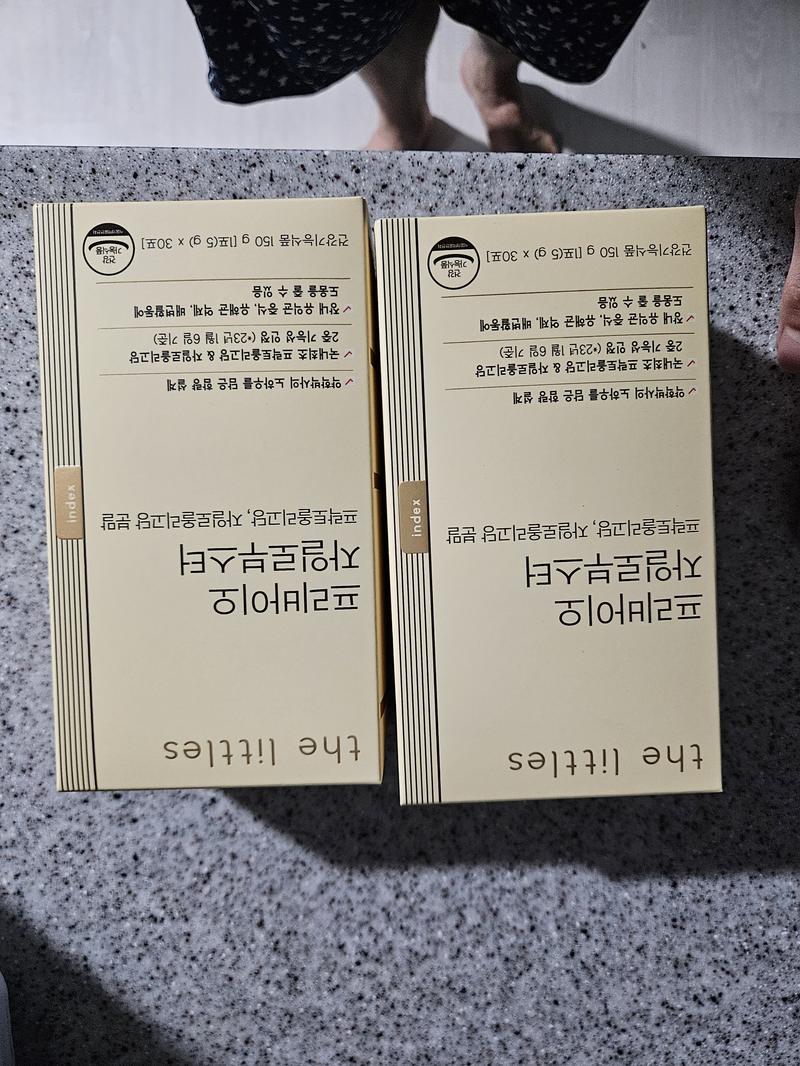 the littles
프리바이오
자일로부스터
프락토올리고당, 자일로올리고당 분말
index
약학박사의 노하우를 담은 함량 설계
국내최초 프락토올리고당 & 자일로올리고당
2중 기능성 인정 (*23년 1월 6일 기준)
장내 유익균 증식, 유해균 억제, 배변활동에
도움을 줄 수 있음
건강기능식품 150 g [1포(5 g) x 30포]
건강
기능식품
the littles
프리바이오
자일로부스터
프락토올리고당, 자일로올리고당 분말
index
약학박사의 노하우를 담은 함량 설계
국내최초 프락토올리고당 & 자일로올리고당
2중 기능성 인정 (*23년 1월 6일 기준)
장내 유익균 증식, 유해균 억제, 배변활동에
도움을 줄 수 있음
건강기능식품 150 g [1포(5 g) x 30포]
건강
기능식품